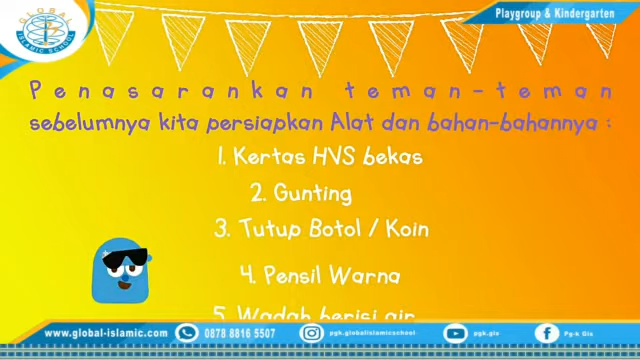 GLOBAL
ISLAMIC SCHOOL
Playgroup & Kindergarten
Penasarankan teman-teman
sebelumnya kita persiapkan Alat dan bahan-bahannya :
1. Kertas HVS bekas
2. Gunting
3. Tutup Botol / Koin
4. Pensil Warna
5. Wadah berisi air
www.global-islamic.com 0878 8816 5507 pgk.globalislamicschool pgk.gis Pg-k Gis